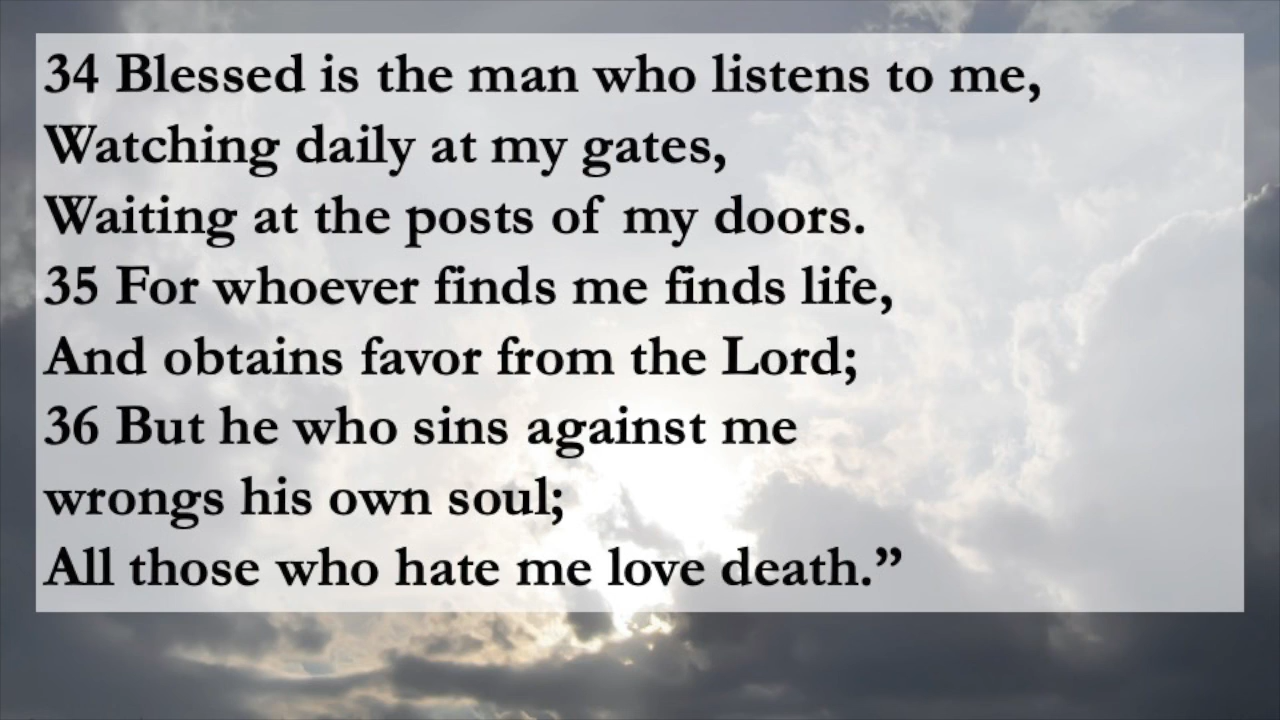 34 Blessed is the man who listens to me,
Watching daily at my gates,
Waiting at the posts of my doors.
35 For whoever finds me finds life,
And obtains favor from the Lord;
36 But he who sins against me
wrongs his own soul;
All those who hate me love death.”